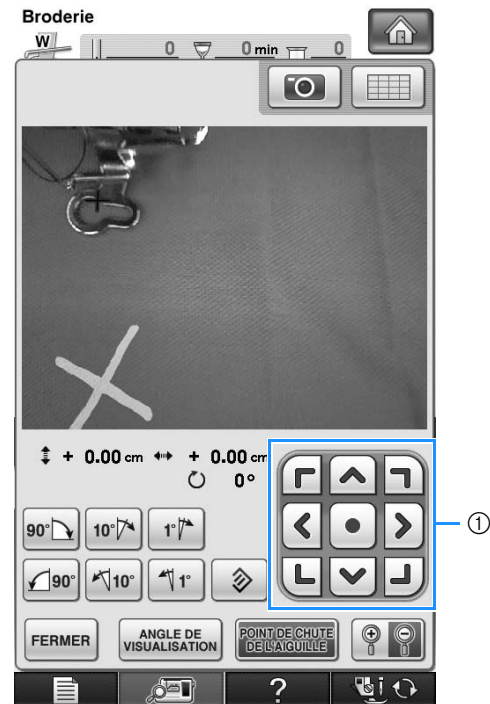 Broderie
W 0 0 min 0
+ 0.00 cm + 0.00 cm
0°
90° 10° 1°
90° 10° 1°
①
FERMER ANGLE DE VISUALISATION POINT DE CHUTE DE L'AIGUILLE
?